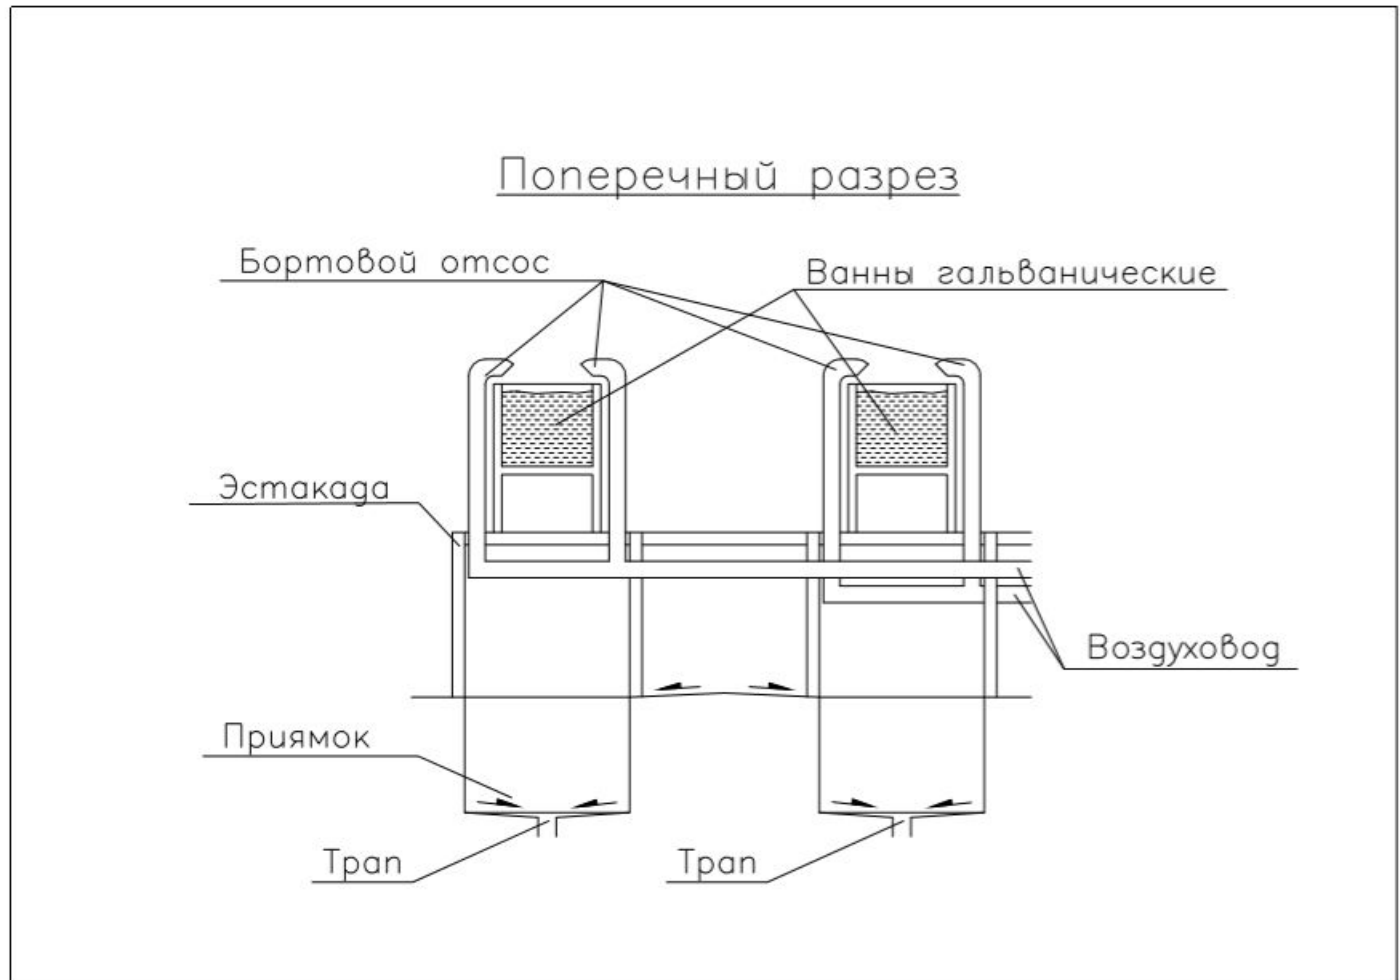 Поперечный разрез
Бортовой отсос
Ванны гальванические
Эстакада
Воздуховод
Приямок
Трап
Трап